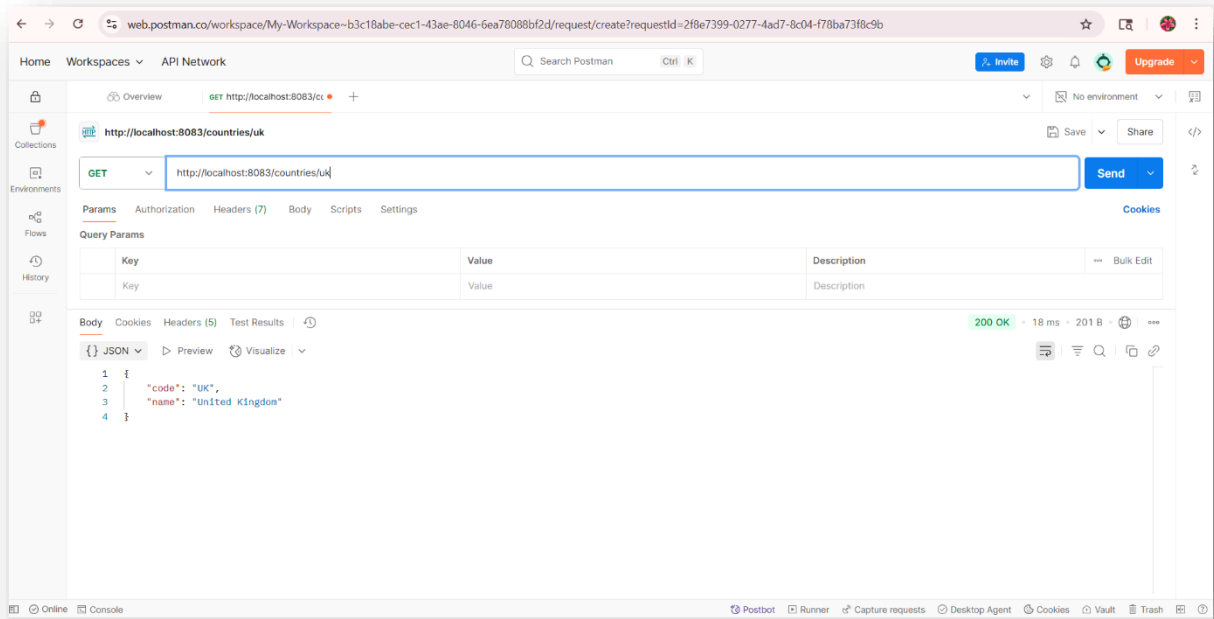 web.postman.co/workspace/My-Workspace~b3c18abe-cec1-43ae-8046-6ea78088bf2d/request/create?requestId=2f8e7399-0277-4ad7-8c04-f78ba73f8c9b
Home Workspaces API Network Search Postman Ctrl K Invite Upgrade
Overview GET http://localhost:8083/cc No environment
Collections
HTTP http://localhost:8083/countries/uk Save Share
GET http://localhost:8083/countries/uk Send
Environments
Params Authorization Headers (7) Body Scripts Settings Cookies
Flows
Query Params
Key Value Description Bulk Edit
History
Key Value Description
Body Cookies Headers (5) Test Results 200 OK 18 ms 201 B
{} JSON Preview Visualize
1 {
2 "code": "UK",
3 "name": "United Kingdom"
4 }
Online Console Postbot Runner Capture requests Desktop Agent Cookies Vault Trash